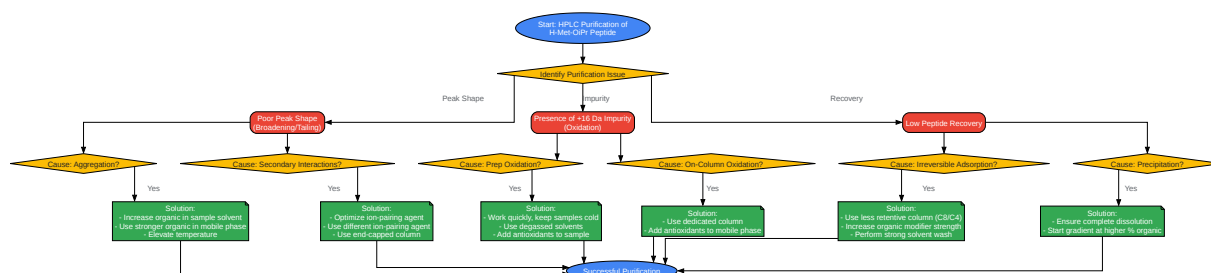 Start: HPLC Purification of
H-Met-OiPr Peptide
Identify Purification Issue
Peak Shape
Impurity
Recovery
Poor Peak Shape
(Broadening/Tailing)
Presence of +16 Da Impurity
(Oxidation)
Low Peptide Recovery
Cause: Aggregation?
Cause: Secondary Interactions?
Cause: Prep Oxidation?
Cause: On-Column Oxidation?
Cause: Irreversible Adsorption?
Cause: Precipitation?
Yes
Yes
Yes
Yes
Yes
Yes
Solution:
- Increase organic in sample solvent
- Use stronger organic in mobile phase
- Elevate temperature
Solution:
- Optimize ion-pairing agent
- Use different ion-pairing agent
- Use end-capped column
Solution:
- Work quickly, keep samples cold
- Use degassed solvents
- Add antioxidants to sample
Solution:
- Use dedicated column
- Add antioxidants to mobile phase
Solution:
- Use less retentive column (C8/C4)
- Increase organic modifier strength
- Perform strong solvent wash
Solution:
- Ensure complete dissolution
- Start gradient at higher % organic
Successful Purification